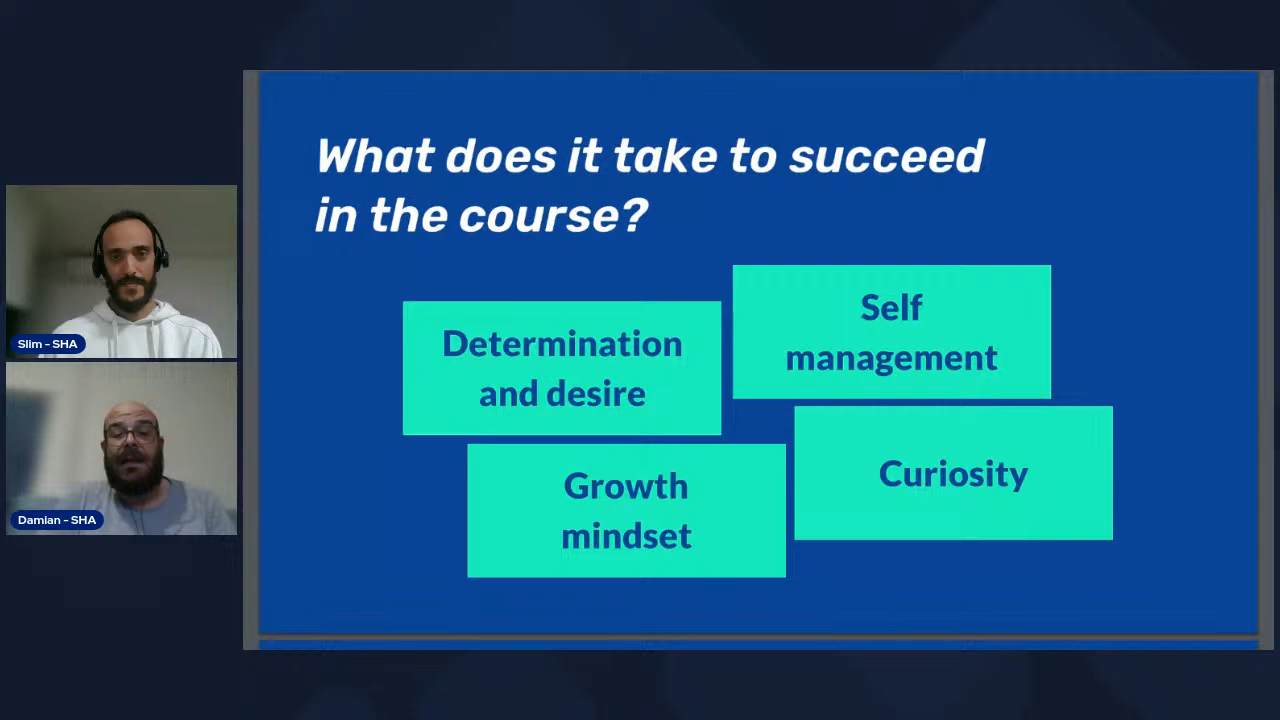 What does it take to succeed
in the course?
Self
management
Determination
and desire
Curiosity
Growth
mindset
Slim - SHA
Damian - SHA